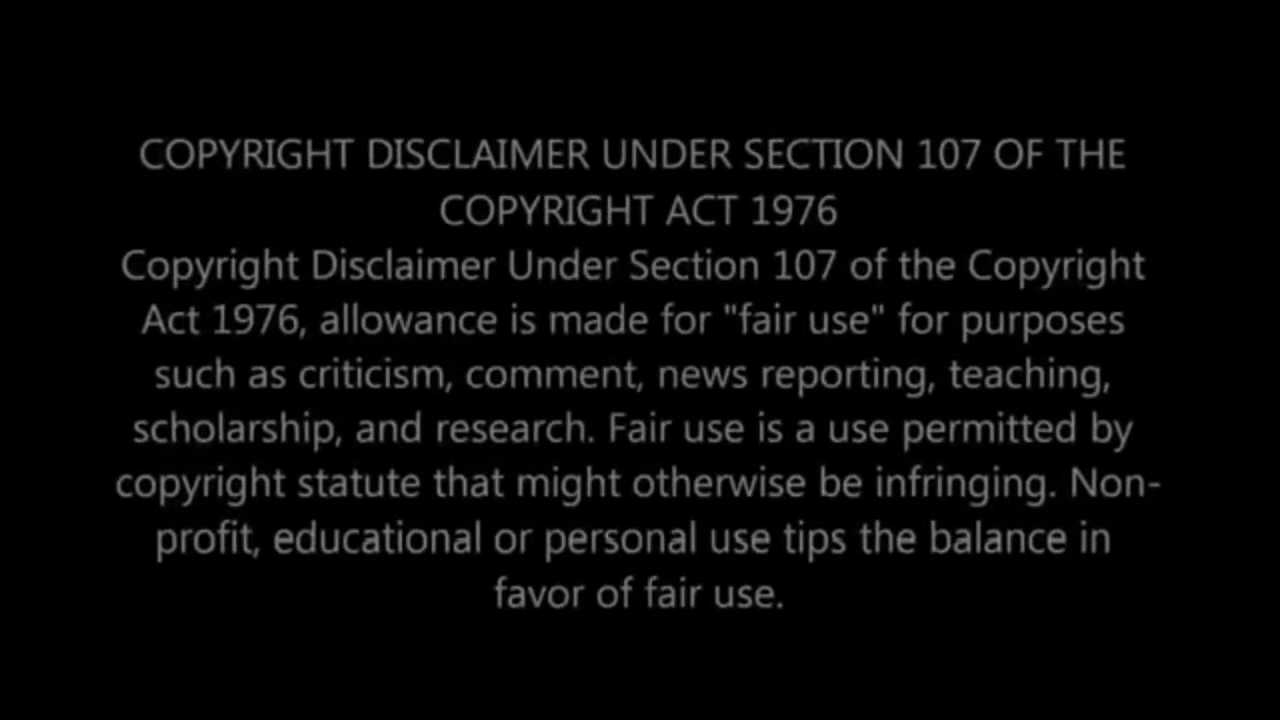 COPYRIGHT DISCLAIMER UNDER SECTION 107 OF THE
COPYRIGHT ACT 1976
Copyright Disclaimer Under Section 107 of the Copyright
Act 1976, allowance is made for "fair use" for purposes
such as criticism, comment, news reporting, teaching,
scholarship, and research. Fair use is a use permitted by
copyright statute that might otherwise be infringing. Non-
profit, educational or personal use tips the balance in
favor of fair use.